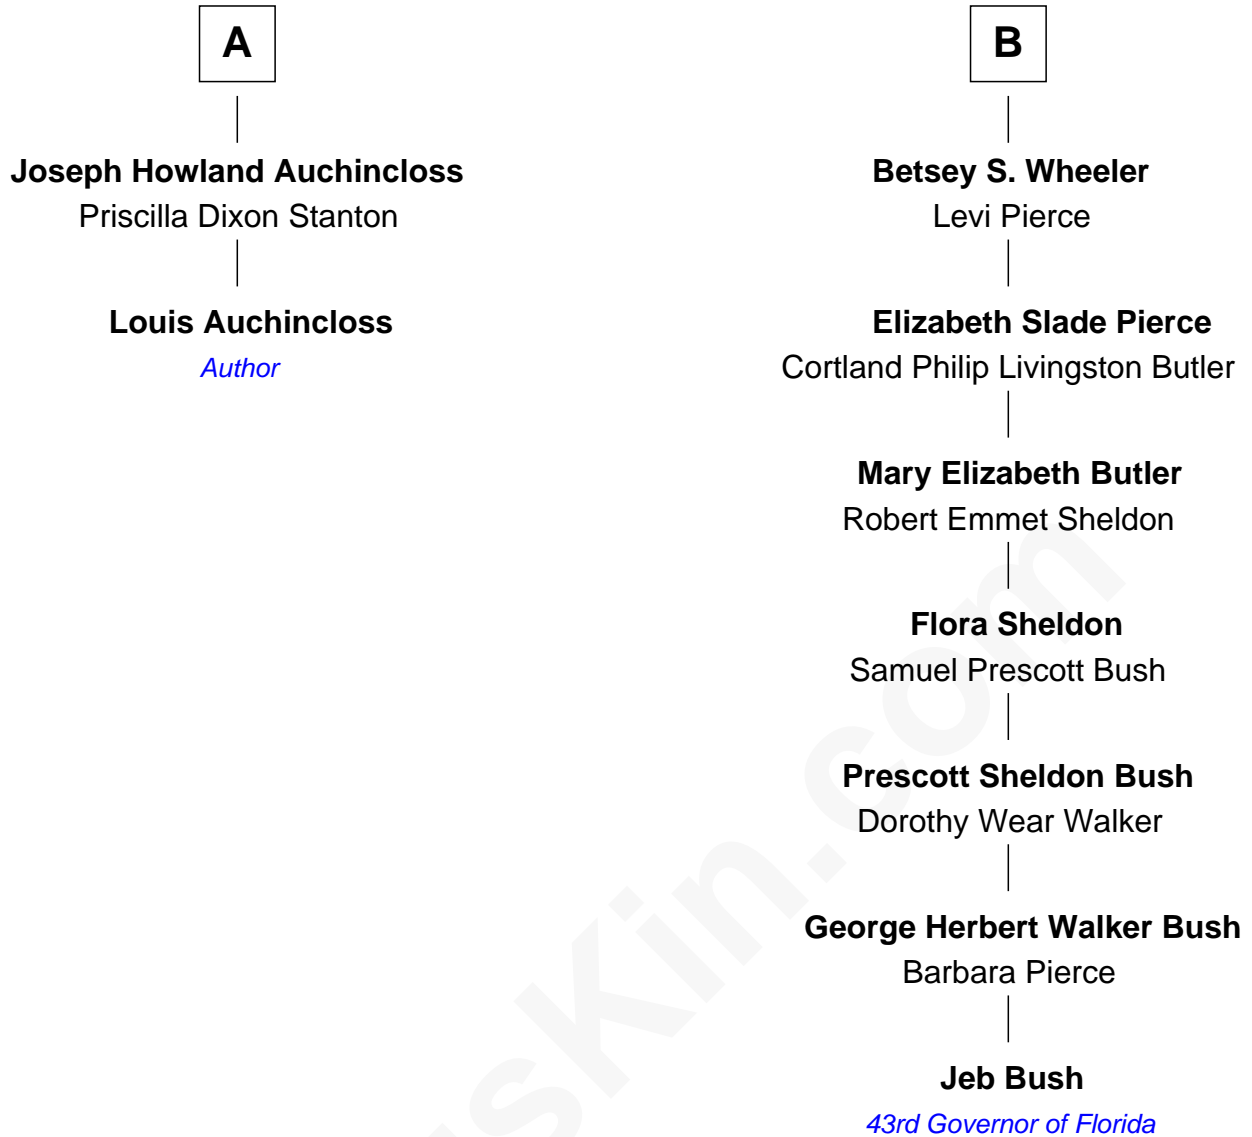 A
Joseph Howland Auchincloss
Priscilla Dixon Stanton
Louis Auchincloss
Author
B
Betsey S. Wheeler
Levi Pierce
Elizabeth Slade Pierce
Cortland Philip Livingston Butler
Mary Elizabeth Butler
Robert Emmet Sheldon
Flora Sheldon
Samuel Prescott Bush
Prescott Sheldon Bush
Dorothy Wear Walker
George Herbert Walker Bush
Barbara Pierce
Jeb Bush
43rd Governor of Florida